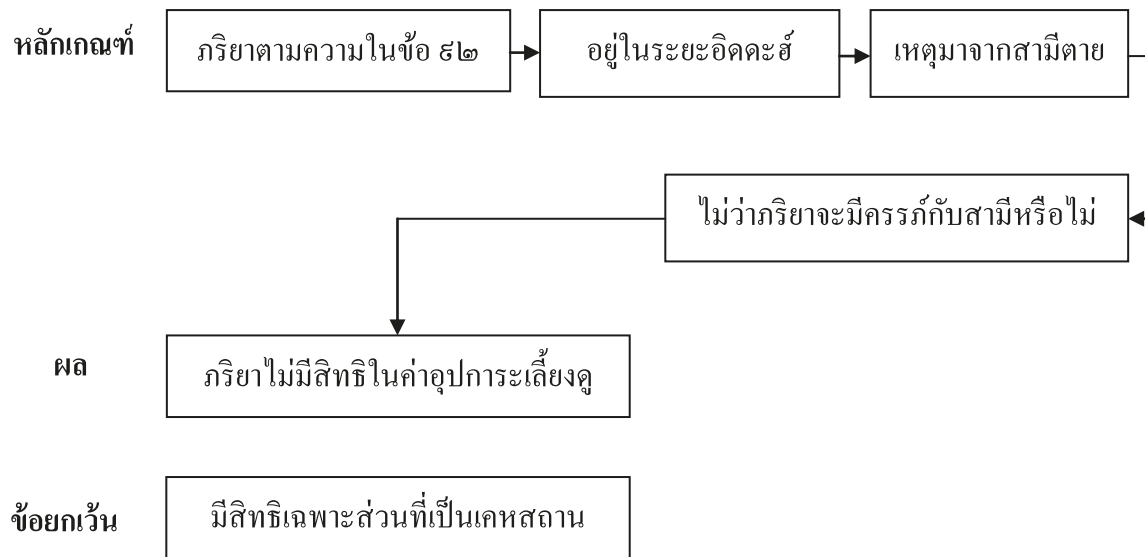 หลักเกณฑ์
ภริยาตามความในข้อ ๙๒
อยู่ในระยะอิดดะฮ์
เหตุมาจากสามีตาย
ไม่ว่าภริยาจะมีครรภ์กับสามีหรือไม่
ผล
ภริยาไม่มีสิทธิในค่าอุปการะเลี้ยงดู
ข้อยกเว้น
มีสิทธิเฉพาะส่วนที่เป็นเคหสถาน